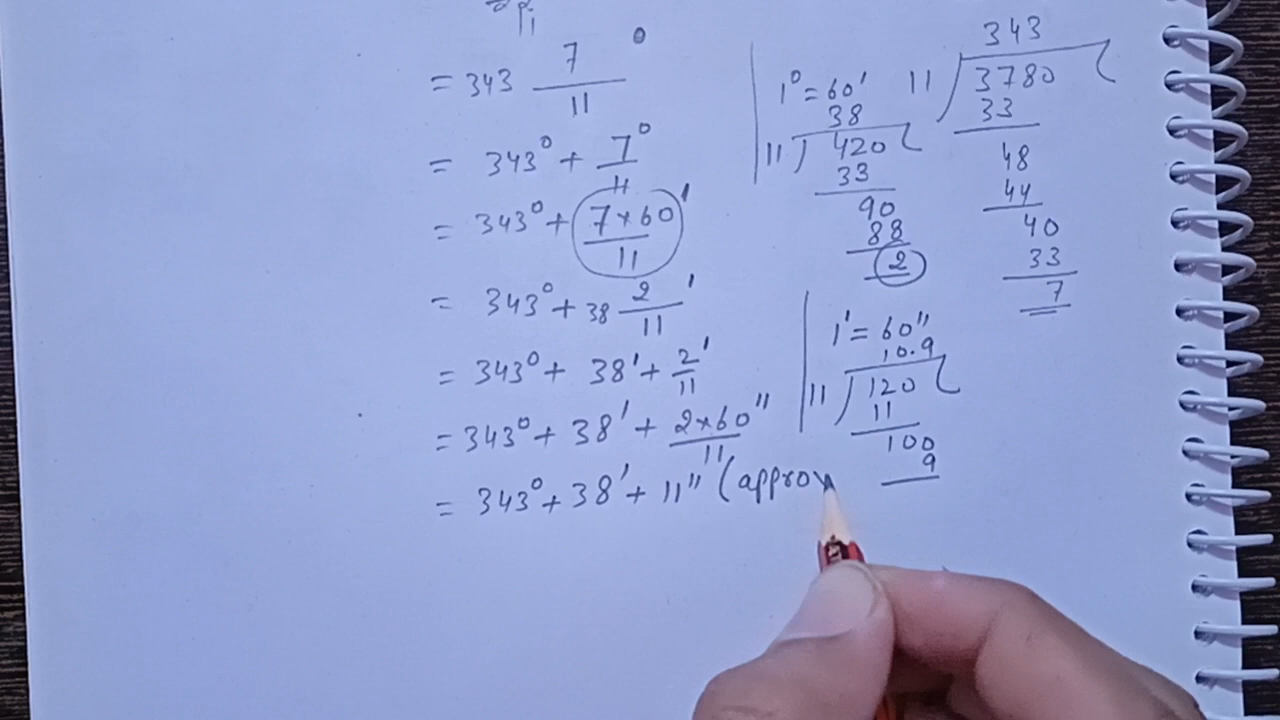 = 343 7/11 °
= 343° + 7°/11
= 343° + 7×60'/11
= 343° + 38 2/11 '
= 343° + 38' + 2'/11
= 343° + 38' + 2×60''/11
= 343° + 38' + 11'' (approx
1° = 60'
38
11 ) 420 (
33
90
88
2
343
11 ) 3780 (
33
48
44
40
33
7
1' = 60''
10.9
11 ) 120 (
11
100
9